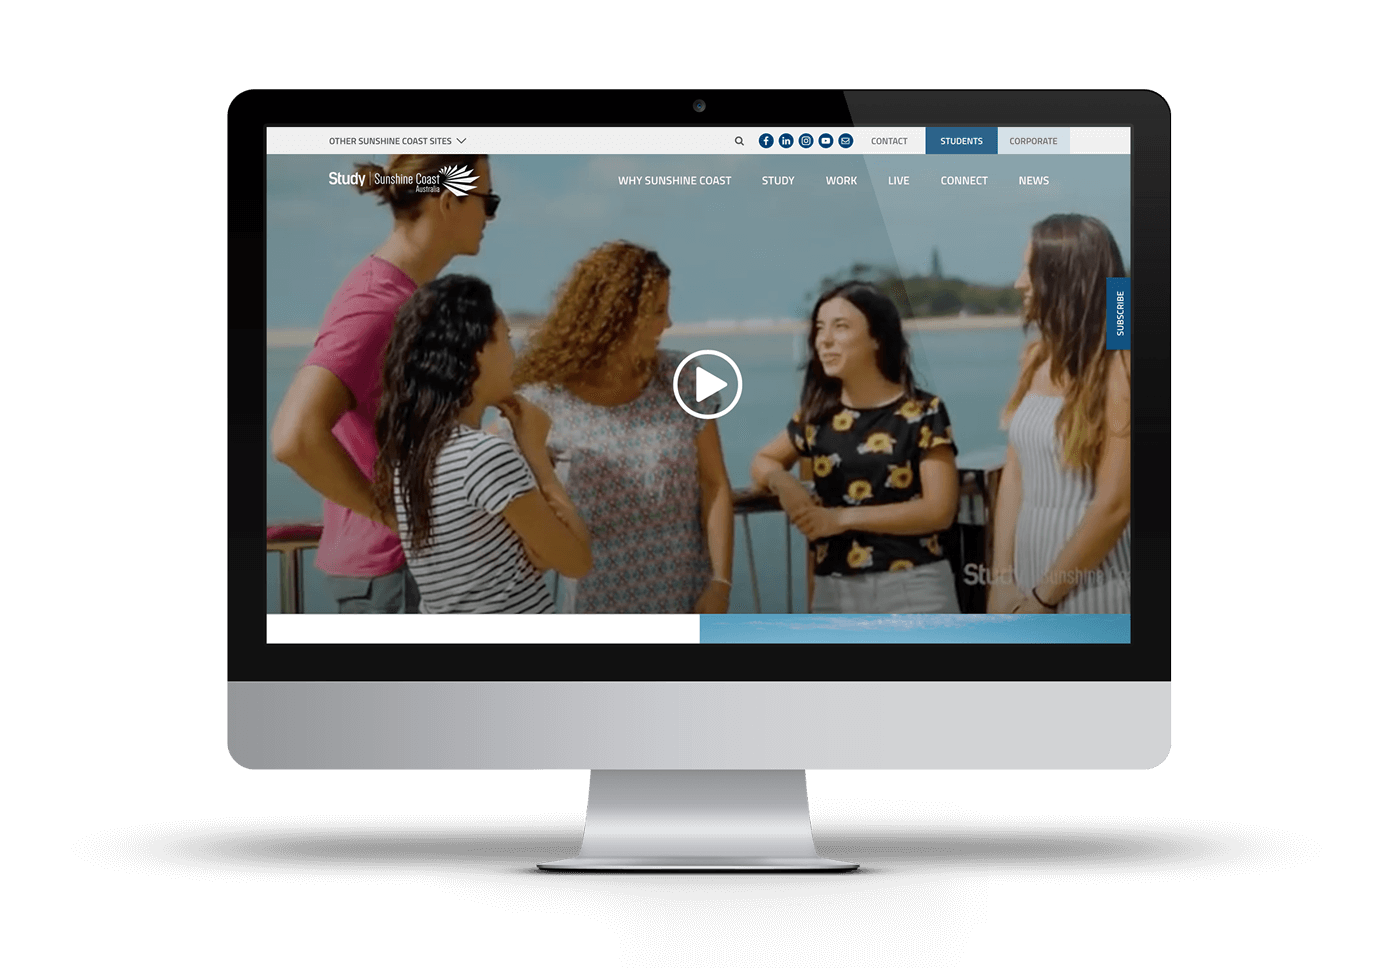 OTHER SUNSHINE COAST SITES
CONTACT
STUDENTS
CORPORATE
Study | Sunshine Coast
Australia
WHY SUNSHINE COAST
STUDY
WORK
LIVE
CONNECT
NEWS
SUBSCRIBE
Study Sunshine Co